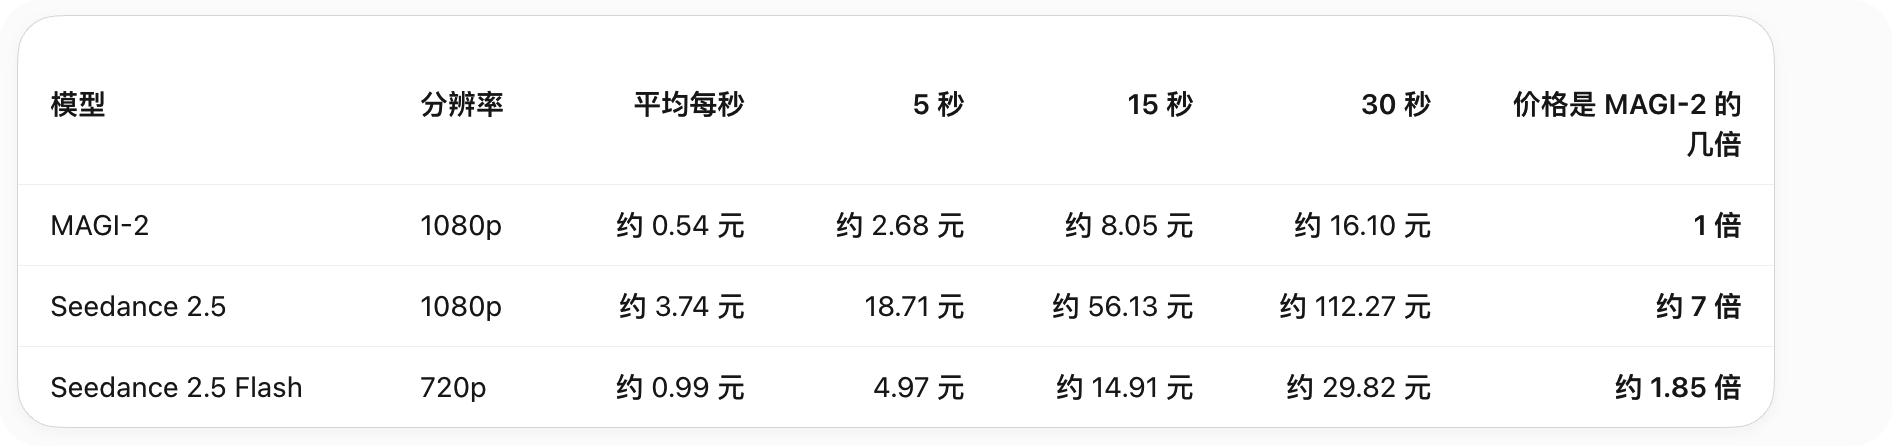 模型 分辨率 平均每秒 5 秒 15 秒 30 秒 价格是 MAGI-2 的
几倍
MAGI-2 1080p 约 0.54 元 约 2.68 元 约 8.05 元 约 16.10 元 1 倍
Seedance 2.5 1080p 约 3.74 元 18.71 元 约 56.13 元 约 112.27 元 约 7 倍
Seedance 2.5 Flash 720p 约 0.99 元 4.97 元 约 14.91 元 约 29.82 元 约 1.85 倍